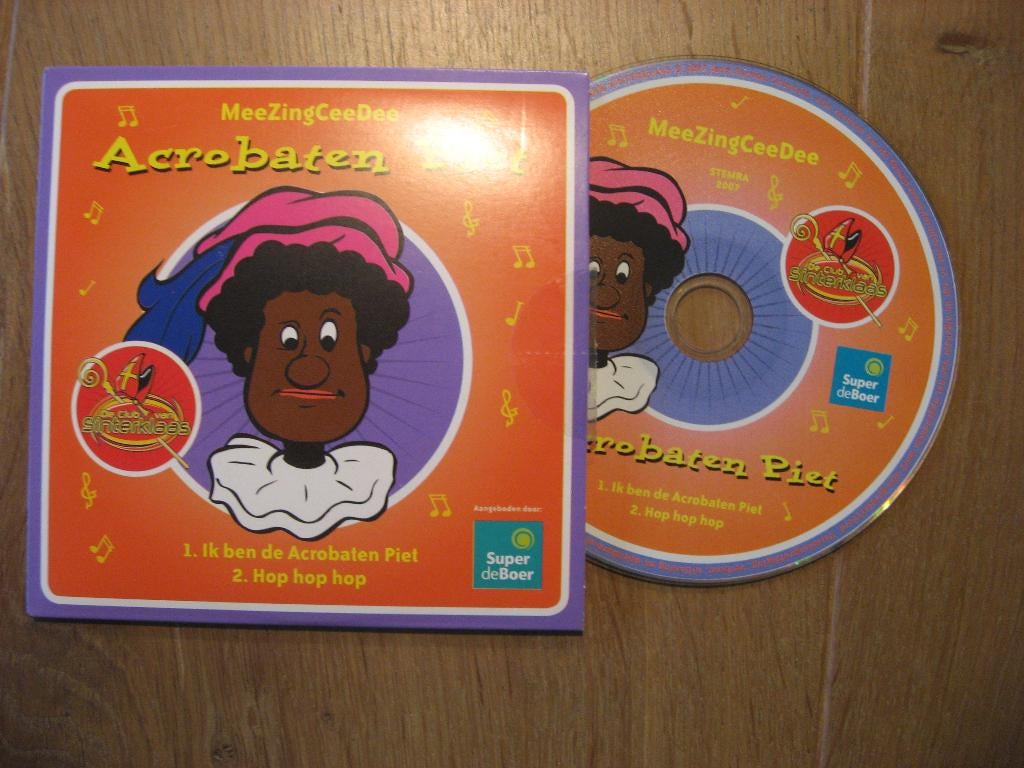 MeeZingCeeDee
Acrobaten
De Club van
Sinterklaas
1. Ik ben de Acrobaten Piet
2. Hop hop hop
Aangeboden door:
Super
deBoer
MeeZingCeeDee
STEMRA
2007
De Club van
Sinterklaas
Super
deBoer
robaten Piet
1. Ik ben de Acrobaten Piet
2. Hop hop hop